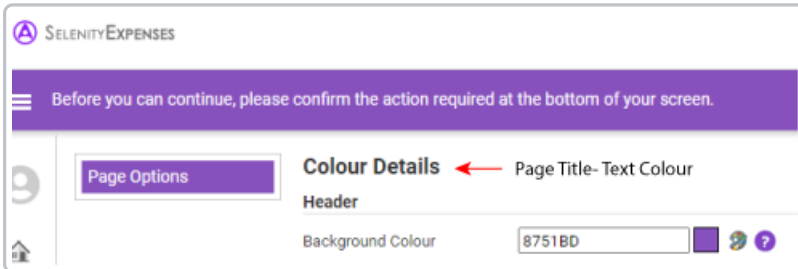 SELENITYEXPENSES
Before you can continue, please confirm the action required at the bottom of your screen.
Page Options
Colour Details
Page Title- Text Colour
Header
Background Colour
8751BD
?